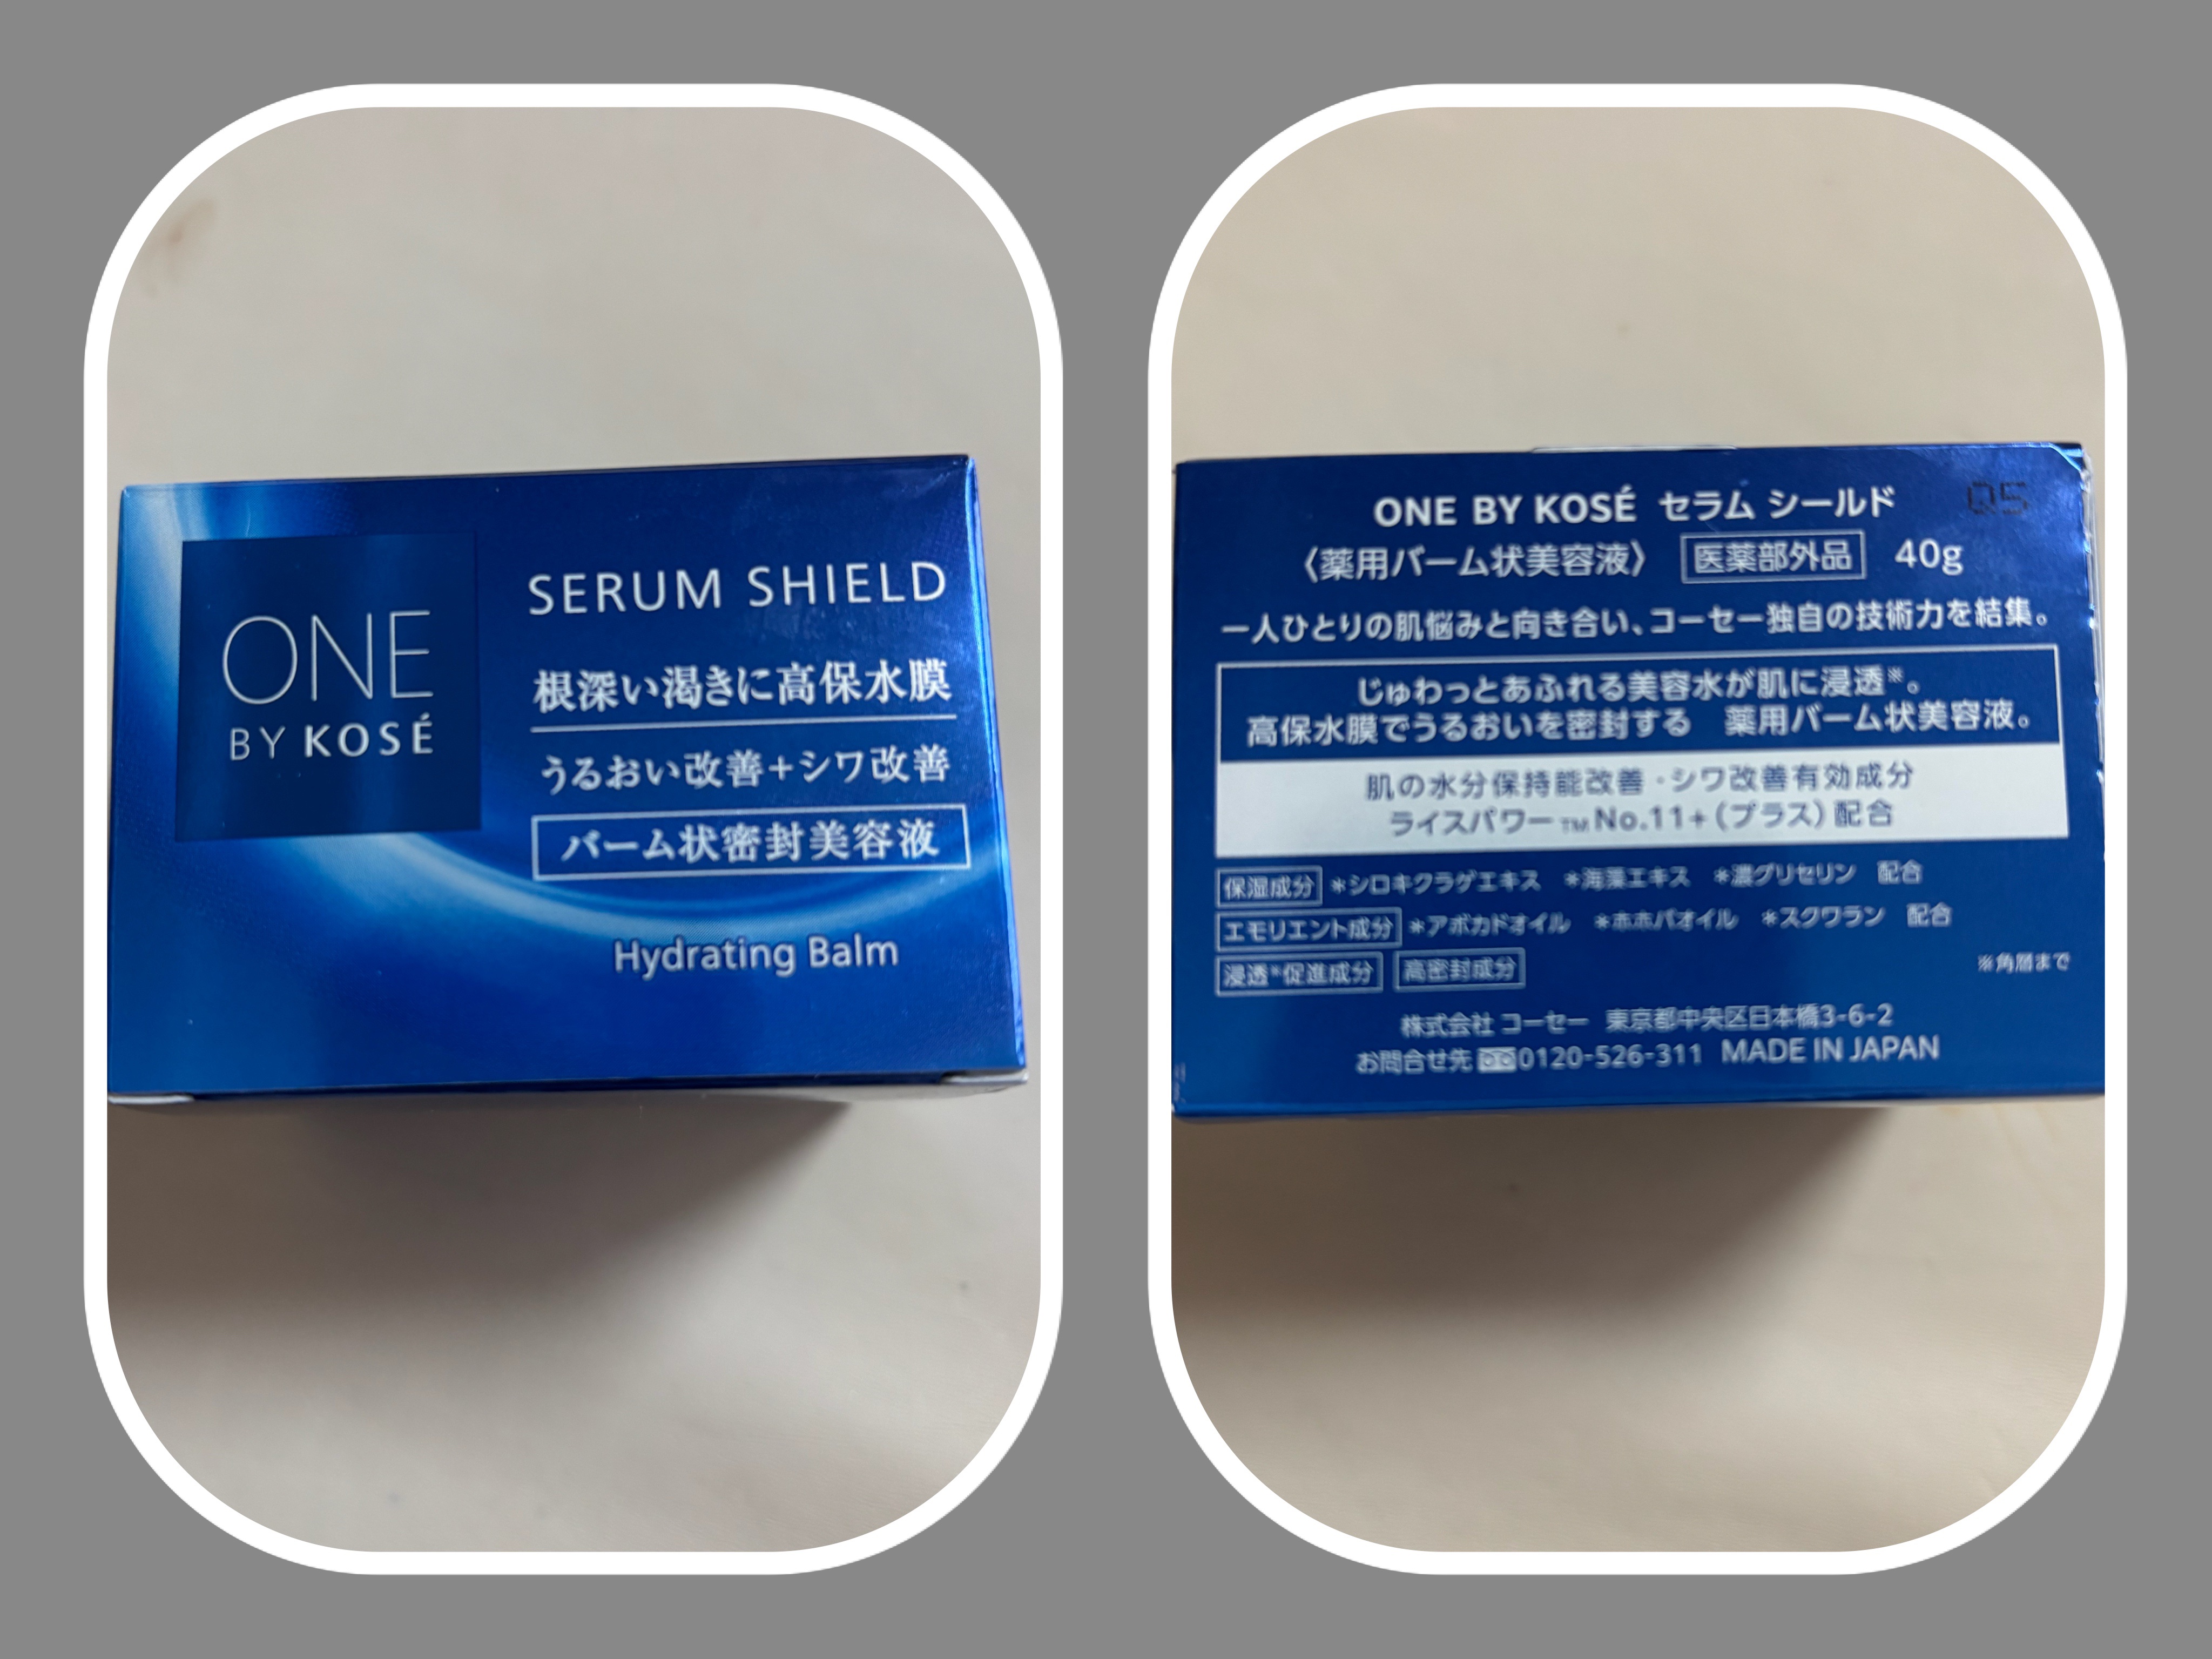 ONE
BY KOSÉ
SERUM SHIELD
根深い渇きに高保水膜
うるおい改善+シワ改善
バーム状密封美容液
Hydrating Balm
ONE BY KOSÉ セラム シールド
Q5
〈薬用バーム状美容液〉 医薬部外品 40g
一人ひとりの肌悩みと向き合い、コーセー独自の技術力を結集。
じゅわっとあふれる美容水が肌に浸透※。
高保水膜でうるおいを密封する 薬用バーム状美容液。
肌の水分保持能改善・シワ改善有効成分
ライスパワー™ No.11+(プラス)配合
保湿成分 *シロキクラゲエキス *海藻エキス *濃グリセリン 配合
エモリエント成分 *アボカドオイル *ホホバオイル *スクワラン 配合
浸透※促進成分 高密封成分
※角層まで
株式会社 コーセー 東京都中央区日本橋3-6-2
お問合せ先 0120-526-311 MADE IN JAPAN